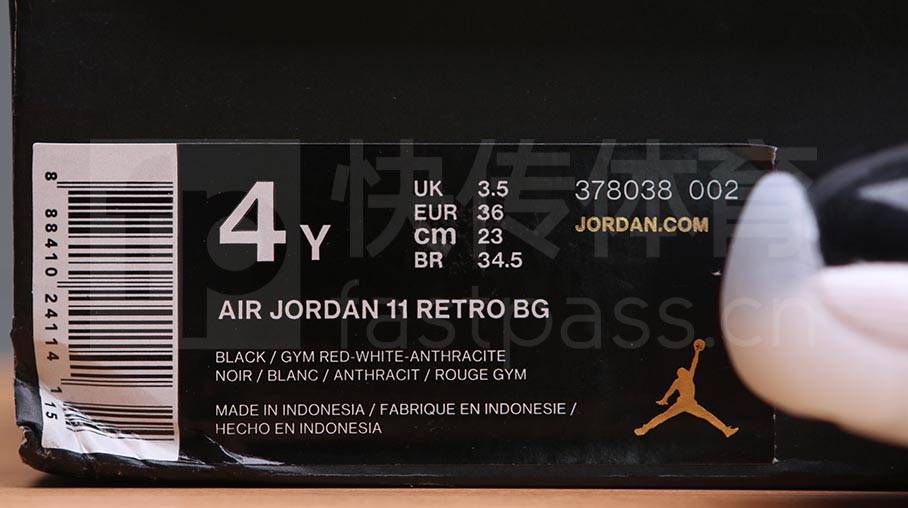 8 88410 24114 1 15
4 Y
UK 3.5
EUR 36
cm 23
BR 34.5
378038 002
JORDAN.COM
AIR JORDAN 11 RETRO BG
BLACK / GYM RED-WHITE-ANTHRACITE
NOIR / BLANC / ANTHRACIT / ROUGE GYM
MADE IN INDONESIA / FABRIQUE EN INDONESIE /
HECHO EN INDONESIA
快传体育
fastpass.cn